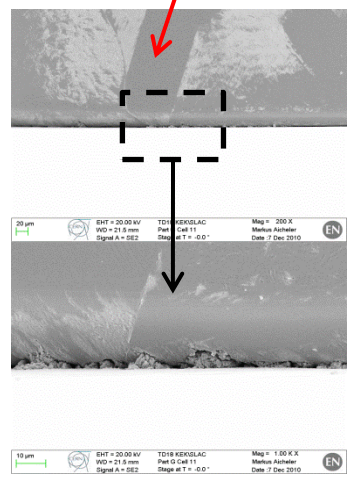 20 µm
EHT = 20.00 kV
WD = 21.5 mm
Signal A = SE2
TD18 KEK\SLAC
Part G Cell 11
Stage at T = -0.0 °
Mag = 200 X
Markus Aicheler
Date :7 Dec 2010
EN
10 µm
EHT = 20.00 kV
WD = 21.5 mm
Signal A = SE2
TD18 KEK\SLAC
Part G Cell 11
Stage at T = -0.0 °
Mag = 1.00 K X
Markus Aicheler
Date :7 Dec 2010
EN